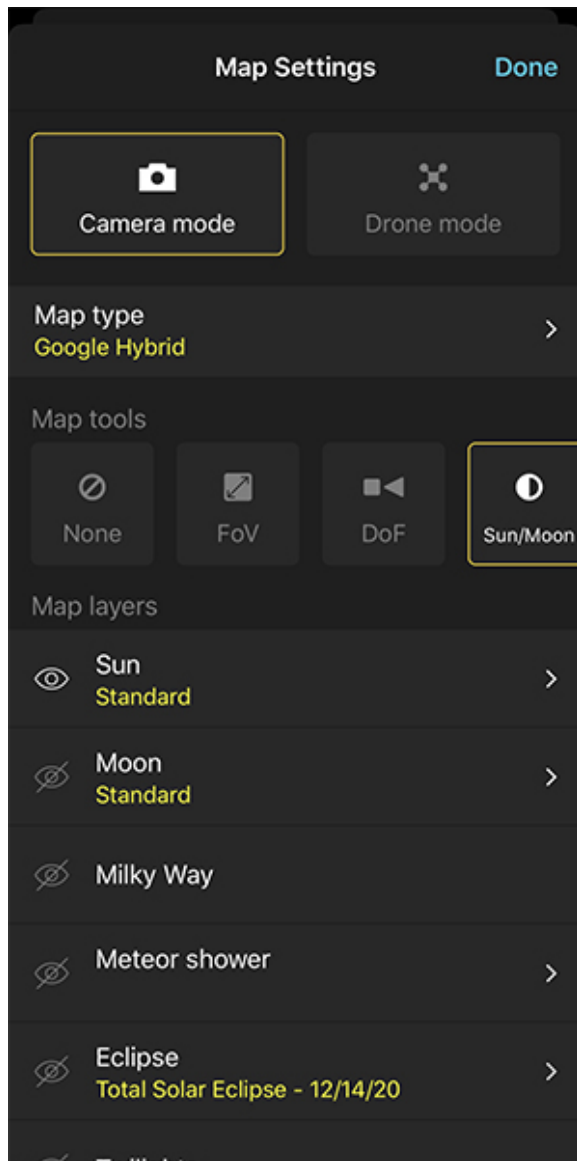 Map Settings
Done
Camera mode
Drone mode
Map type
Google Hybrid
Map tools
None
FoV
DoF
Sun/Moon
Map layers
Sun
Standard
Moon
Standard
Milky Way
Meteor shower
Eclipse
Total Solar Eclipse - 12/14/20